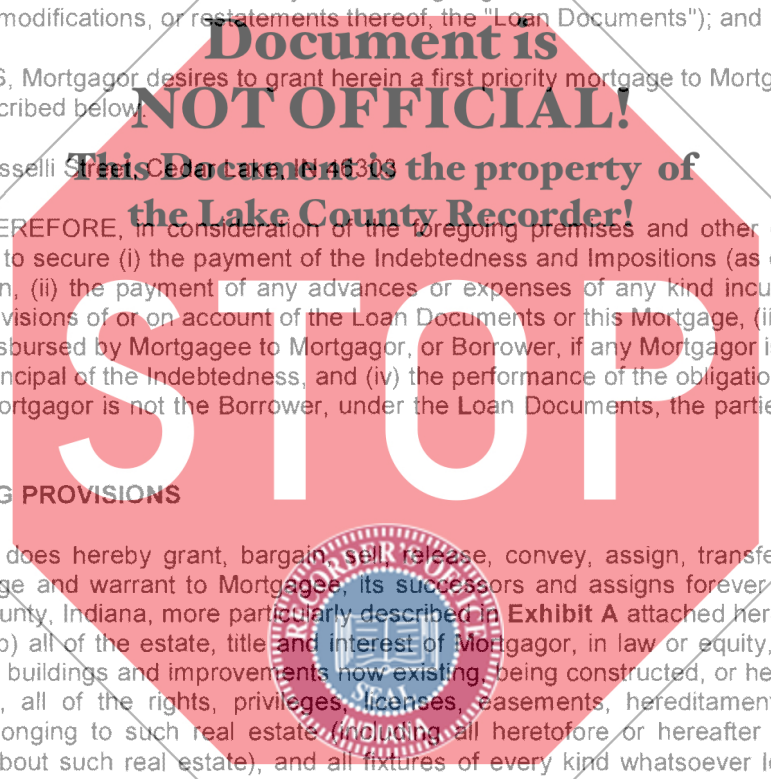 modifications, or restatements thereof, the "Loan Documents"); and
Document is
S, Mortgagor desires to grant herein a first priority mortgage to Mortg
cribed below:
NOT OFFICIAL!
sselli Street, Cedar Lake, IN 46303
This Document is the property of
the Lake County Recorder!
EREFORE, in consideration of the foregoing premises and other
to secure (i) the payment of the Indebtedness and Impositions (as
n, (ii) the payment of any advances or expenses of any kind incu
visions of or on account of the Loan Documents or this Mortgage, (ii
sbursed by Mortgagee to Mortgagor, or Borrower, if any Mortgagor i
ncipal of the Indebtedness, and (iv) the performance of the obligatio
ortgagor is not the Borrower, under the Loan Documents, the partie
STOP
G PROVISIONS
does hereby grant, bargain, sell, release, convey, assign, transfe
ge and warrant to Mortgagee, its successors and assigns forever
unty, Indiana, more particularly described in Exhibit A attached her
b) all of the estate, title and interest of Mortgagor, in law or equity,
buildings and improvements now existing, being constructed, or he
, all of the rights, privileges, licenses, easements, hereditament
onging to such real estate (including all heretofore or hereafter
bout such real estate), and all fixtures of every kind whatsoever l
RECORDER
SEAL
INDIANA